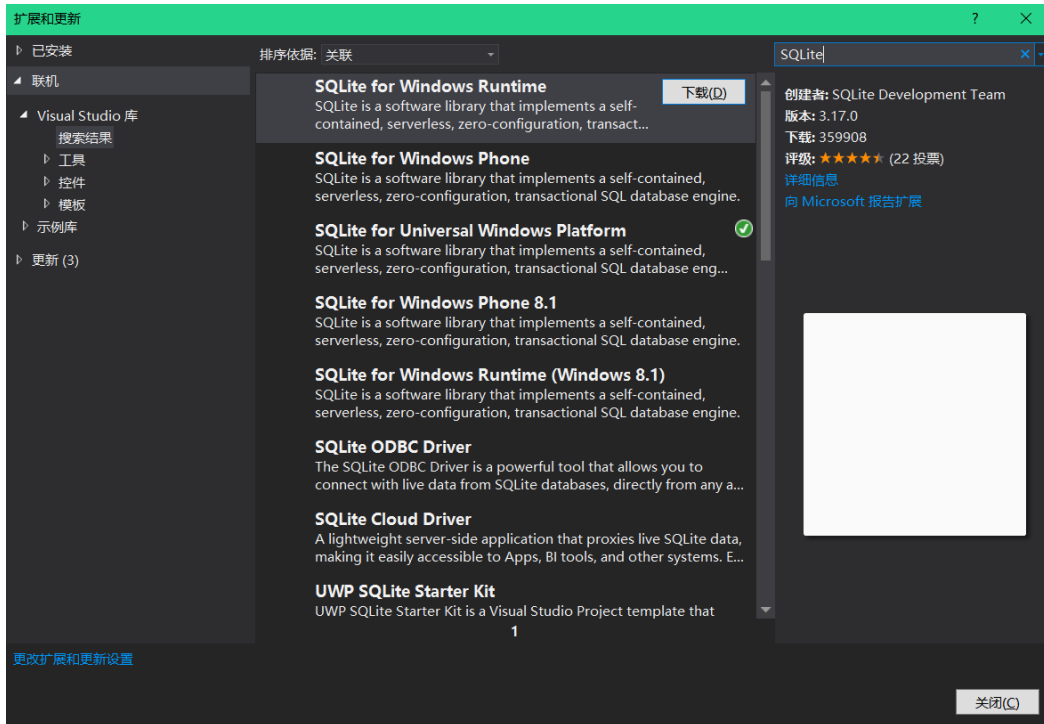 扩展和更新
?
已安装
联机
Visual Studio 库
搜索结果
工具
控件
模板
示例库
更新 (3)
排序依据: 关联
SQLite for Windows Runtime
SQLite is a software library that implements a self-
contained, serverless, zero-configuration, transact...
下载(D)
SQLite for Windows Phone
SQLite is a software library that implements a self-contained,
serverless, zero-configuration, transactional SQL database engine.
SQLite for Universal Windows Platform
SQLite is a software library that implements a self-contained,
serverless, zero-configuration, transactional SQL database eng...
SQLite for Windows Phone 8.1
SQLite is a software library that implements a self-contained,
serverless, zero-configuration, transactional SQL database engine.
SQLite for Windows Runtime (Windows 8.1)
SQLite is a software library that implements a self-contained,
serverless, zero-configuration, transactional SQL database engine.
SQLite ODBC Driver
The SQLite ODBC Driver is a powerful tool that allows you to
connect with live data from SQLite databases, directly from any a...
SQLite Cloud Driver
A lightweight server-side application that proxies live SQLite data,
making it easily accessible to Apps, BI tools, and other systems. E...
UWP SQLite Starter Kit
UWP SQLite Starter Kit is a Visual Studio Project template that
1
SQLite
创建者: SQLite Development Team
版本: 3.17.0
下载: 359908
评级: ★★★★★ (22 投票)
详细信息
向 Microsoft 报告扩展
更改扩展和更新设置
关闭(C)